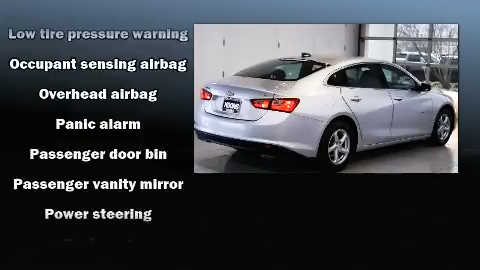 Low tire pressure warning
Occupant sensing airbag
Overhead airbag
Panic alarm
Passenger door bin
Passenger vanity mirror
Power steering